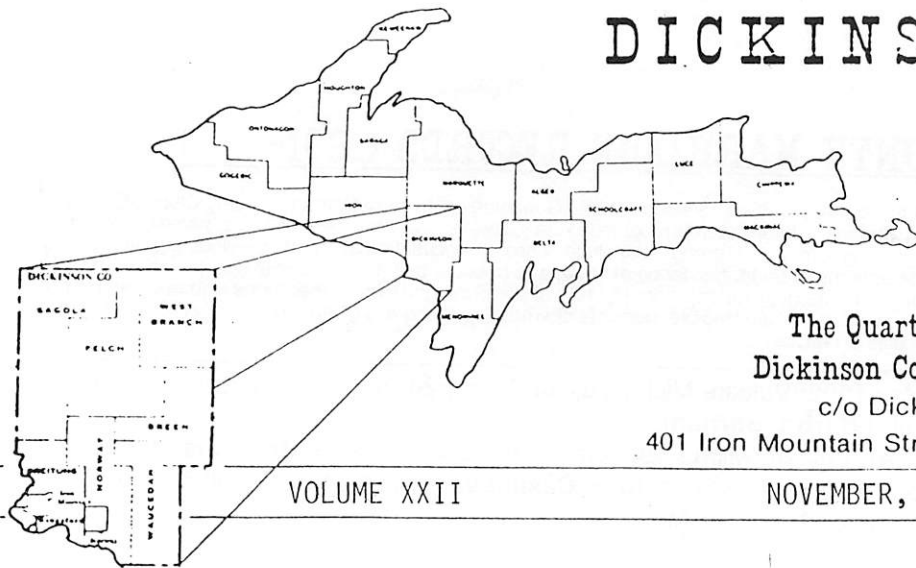 DICKINS
KEWEENAW
HOUGHTON
ONTONAGON
BARAGA
GOGEBIC
MARQUETTE
LUCE
ALGER
CHIPPEWA
IRON
SCHOOLCRAFT
MACKINAC
DICKINSON
DELTA
MENOMINEE
DICKINSON CO
SAGOLA
WEST
BRANCH
FELCH
BREEN
BREITUNG
NORWAY
WAUCEDAH
The Quart
Dickinson Co
c/o Dick
401 Iron Mountain Str
VOLUME XXII
NOVEMBER,